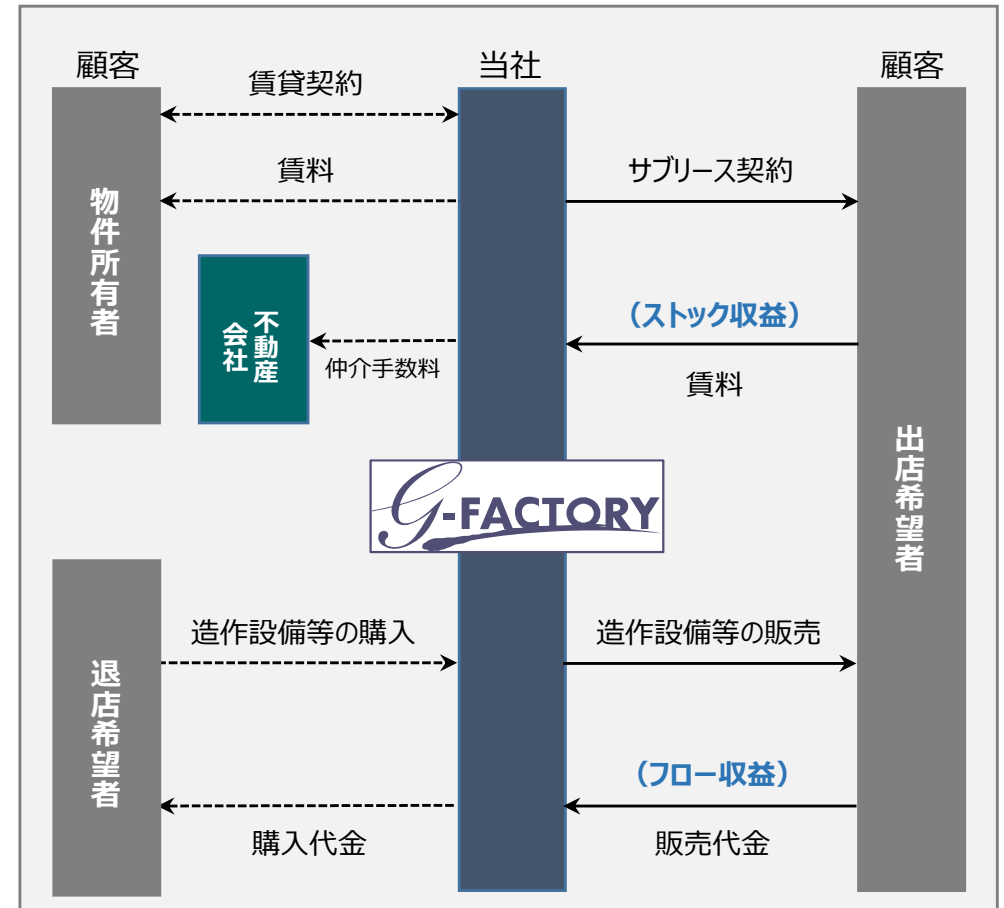 顧客
当社
顧客
賃貸契約
賃料
サブリース契約
物件所有者
不動産
会社
仲介手数料
（ストック収益）
賃料
G-FACTORY
出店希望者
造作設備等の購入
造作設備等の販売
退店希望者
（フロー収益）
購入代金
販売代金